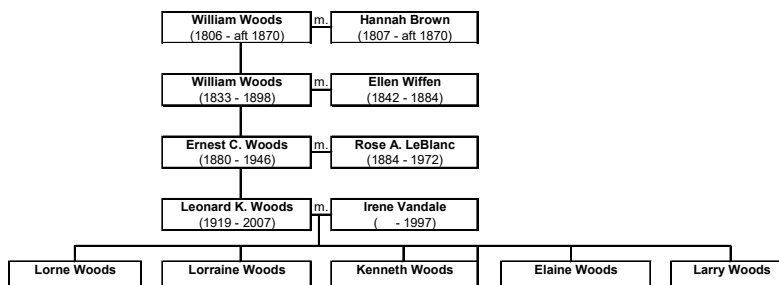 William Woods m. Hannah Brown
(1806 - aft 1870) (1807 - aft 1870)
William Woods m. Ellen Wiffen
(1833 - 1898) (1842 - 1884)
Ernest C. Woods m. Rose A. LeBlanc
(1880 - 1946) (1884 - 1972)
Leonard K. Woods m. Irene Vandale
(1919 - 2007) ( - 1997)
Lorne Woods Lorraine Woods Kenneth Woods Elaine Woods Larry Woods